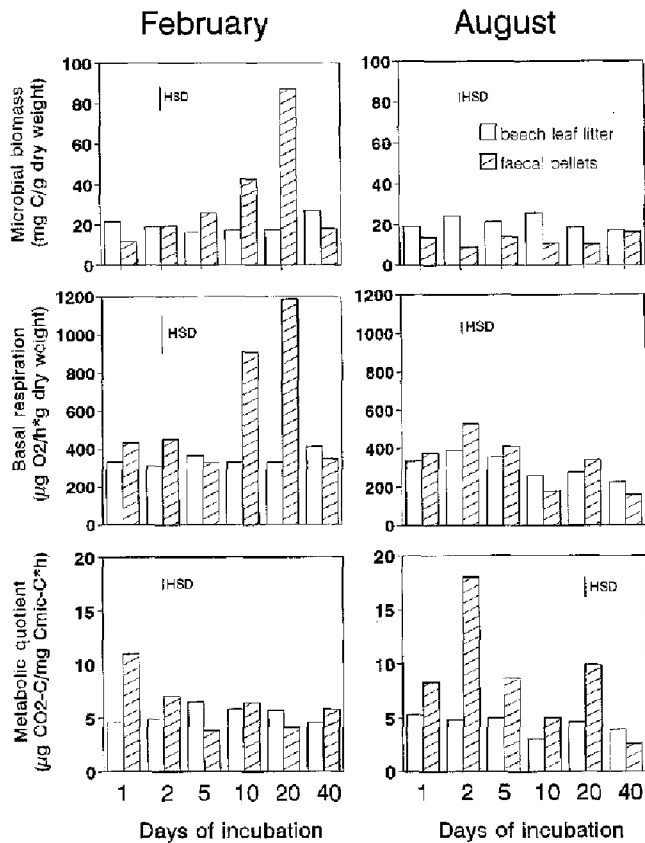 February August
Microbial biomass
(mg C/g dry weight)
100
80
60
40
20
0
HSD
100
80
60
40
20
0
HSD
beech leaf litter
faecal pellets
Basal respiration
(µg O2/h*g dry weight)
1200
1000
800
600
400
200
0
HSD
1200
1000
800
600
400
200
0
HSD
Metabolic quotient
(µg CO2-C/mg Cmic-C*h)
20
15
10
5
0
HSD
20
15
10
5
0
HSD
1 2 5 10 20 40
1 2 5 10 20 40
Days of incubation
Days of incubation